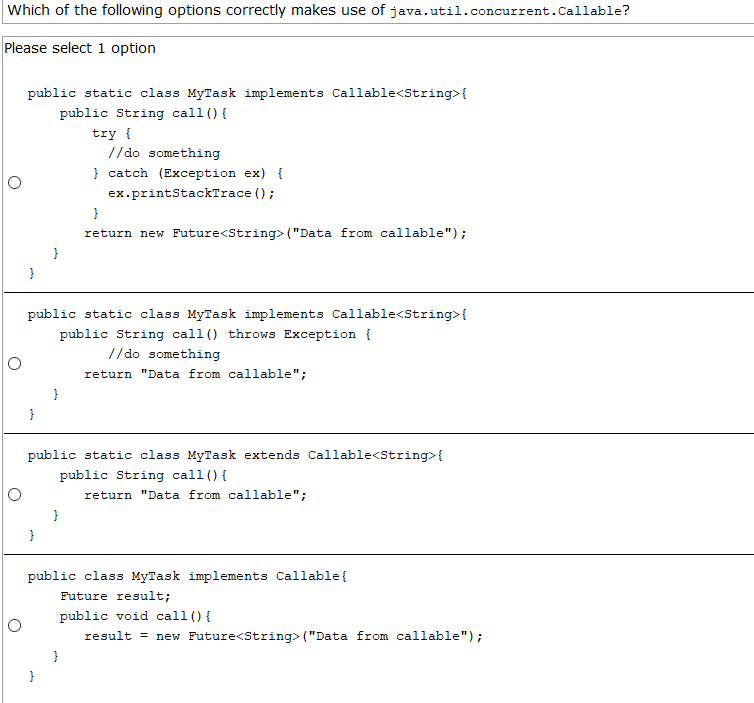 Which of the following options correctly makes use of java.util.concurrent.Callable?
Please select 1 option
public static class MyTask implements Callable<String>{
public String call(){
try {
//do something
} catch (Exception ex) {
ex.printStackTrace();
}
return new Future<String>("Data from callable");
}
}
public static class MyTask implements Callable<String>{
public String call() throws Exception {
//do something
return "Data from callable";
}
}
public static class MyTask extends Callable<String>{
public String call(){
return "Data from callable";
}
}
public class MyTask implements Callable{
Future result;
public void call(){
result = new Future<String>("Data from callable");
}
}